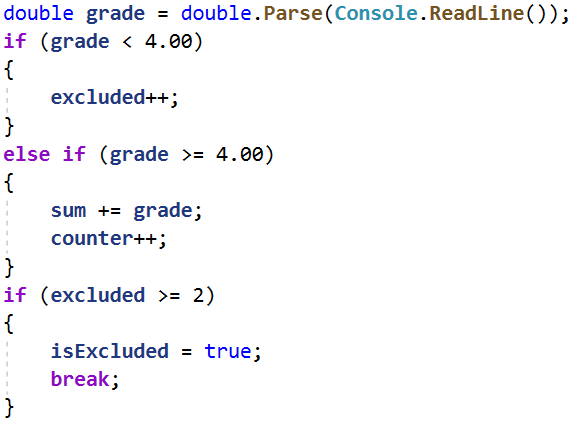 double grade = double.Parse(Console.ReadLine());
if (grade < 4.00)
{
    excluded++;
}
else if (grade >= 4.00)
{
    sum += grade;
    counter++;
}
if (excluded >= 2)
{
    isExcluded = true;
    break;
}